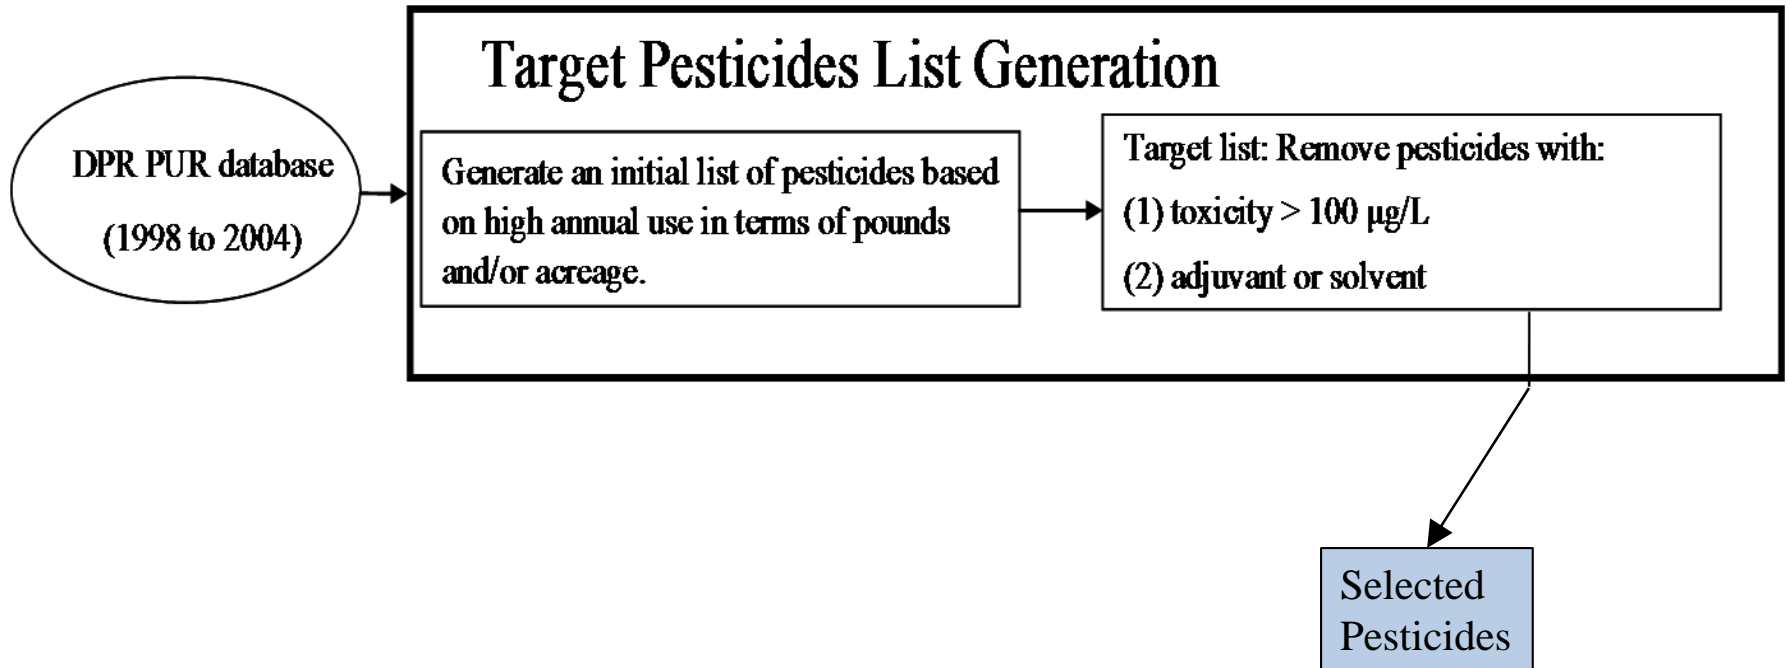 Target Pesticides List Generation
DPR PUR database
(1998 to 2004)
Generate an initial list of pesticides based
on high annual use in terms of pounds
and/or acreage.
Target list: Remove pesticides with:
(1) toxicity > 100 μg/L
(2) adjuvant or solvent
Selected
Pesticides